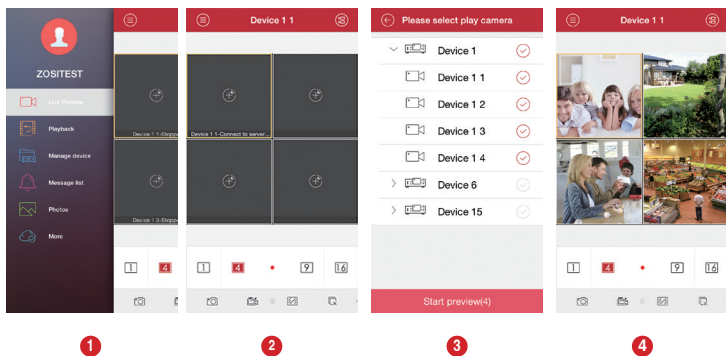 ZOSITEST
Live Preview
Playback
Manage device
Message list
Photos
More
Device 1 1-Stoppe
Device 1 3-Stoppe
1
4
1
Device 1 1
Device 1 1-Connect to server...
1
4
9
16
2
Please select play camera
Device 1
Device 1 1
Device 1 2
Device 1 3
Device 1 4
Device 6
Device 15
Start preview(4)
3
Device 1 1
1
4
9
16
4